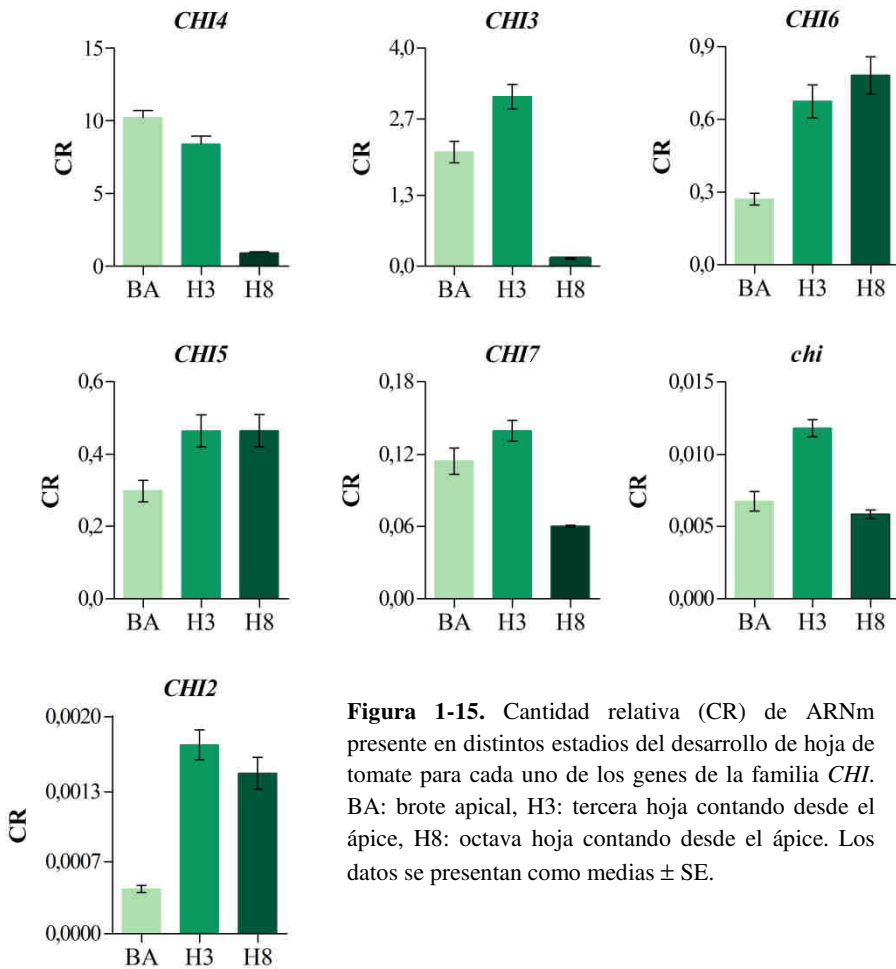 CHI4
15
10
5
0
CR
BA H3 H8
CHI3
4,0
2,7
1,3
0,0
CR
BA H3 H8
CHI6
0,9
0,6
0,3
0,0
CR
BA H3 H8
CHI5
0,6
0,4
0,2
0,0
CR
BA H3 H8
CHI7
0,18
0,12
0,06
0,00
CR
BA H3 H8
chi
0,015
0,010
0,005
0,000
CR
BA H3 H8
CHI2
0,0020
0,0013
0,0007
0,0000
CR
BA H3 H8
Figura 1-15. Cantidad relativa (CR) de ARNm
presente en distintos estadios del desarrollo de hoja de
tomate para cada uno de los genes de la familia CHI.
BA: brote apical, H3: tercera hoja contando desde el
ápice, H8: octava hoja contando desde el ápice. Los
datos se presentan como medias ± SE.